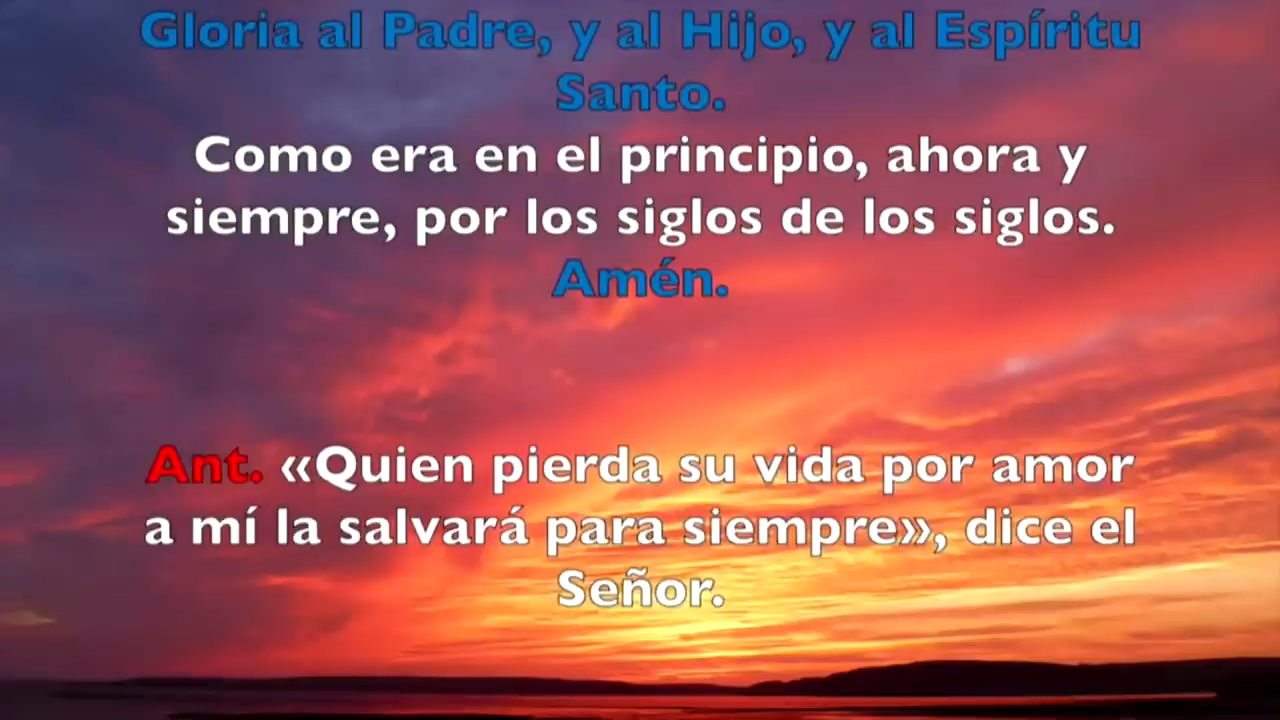 Gloria al Padre, y al Hijo, y al Espíritu
Santo.
Como era en el principio, ahora y
siempre, por los siglos de los siglos.
Amén.
Ant. «Quien pierda su vida por amor
a mí la salvará para siempre», dice el
Señor.